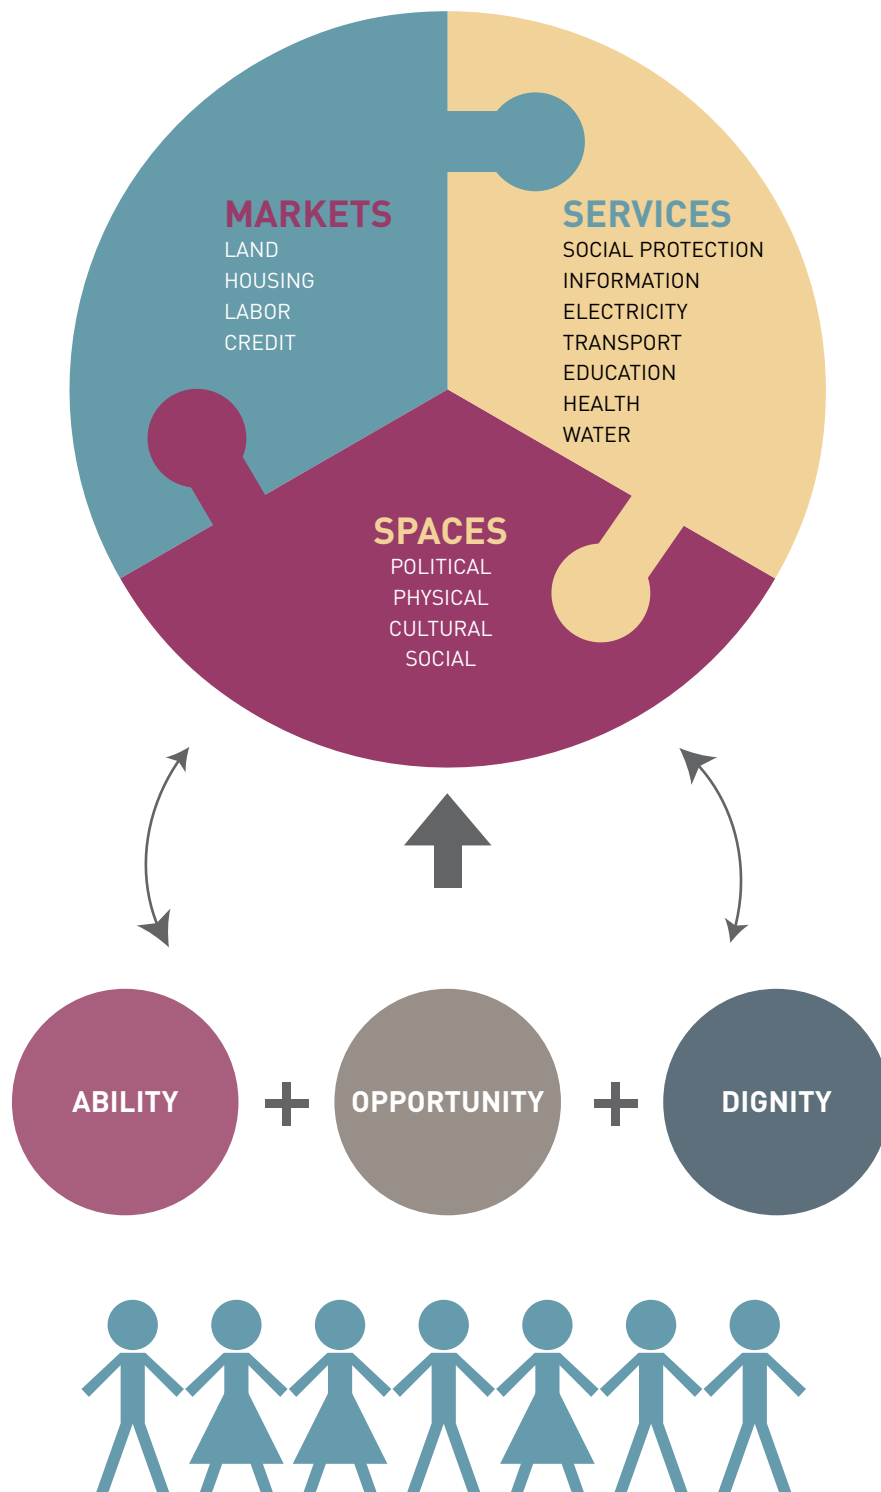 MARKETS
LAND
HOUSING
LABOR
CREDIT
SERVICES
SOCIAL PROTECTION
INFORMATION
ELECTRICITY
TRANSPORT
EDUCATION
HEALTH
WATER
SPACES
POLITICAL
PHYSICAL
CULTURAL
SOCIAL
ABILITY + OPPORTUNITY + DIGNITY